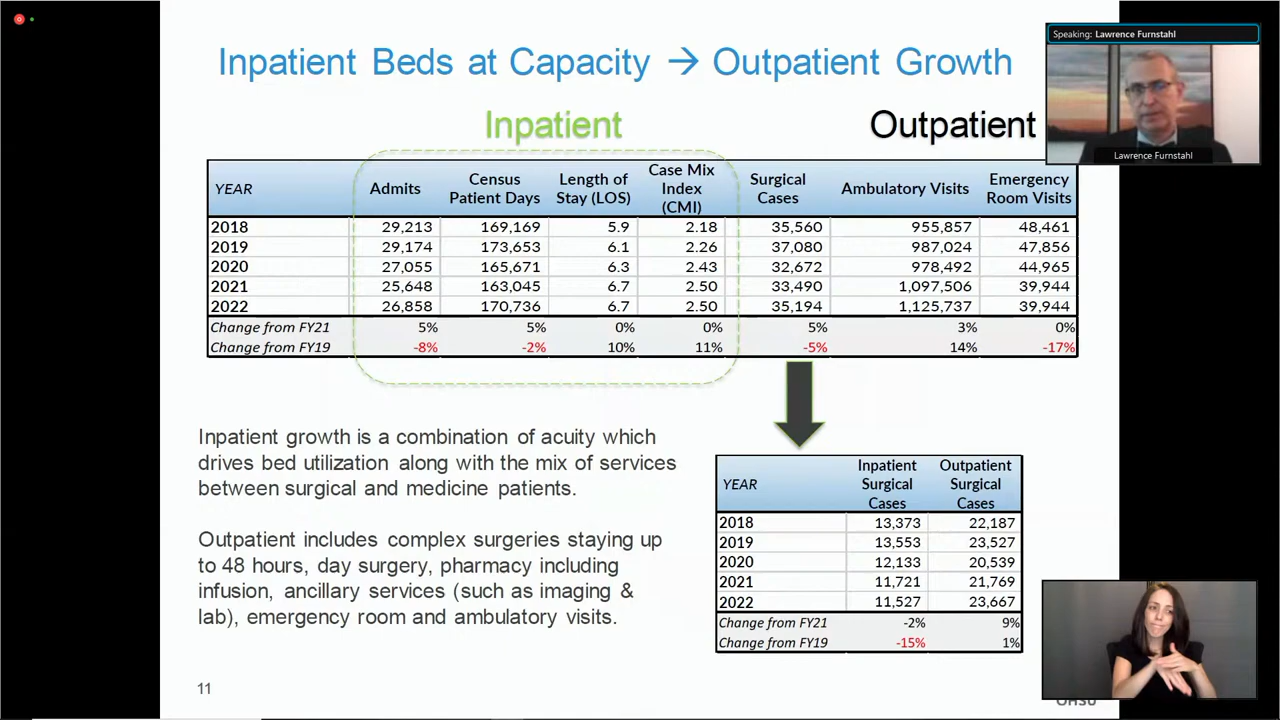 Inpatient Beds at Capacity → Outpatient Growth
Speaking: Lawrence Furnstahl
Lawrence Furnstahl
Inpatient
Outpatient
YEAR Admits Census Patient Days Length of Stay (LOS) Case Mix Index (CMI) Surgical Cases Ambulatory Visits Emergency Room Visits
2018 29,213 169,169 5.9 2.18 35,560 955,857 48,461
2019 29,174 173,653 6.1 2.26 37,080 987,024 47,856
2020 27,055 165,671 6.3 2.43 32,672 978,492 44,965
2021 25,648 163,045 6.7 2.50 33,490 1,097,506 39,944
2022 26,858 170,736 6.7 2.50 35,194 1,125,737 39,944
Change from FY21 5% 5% 0% 0% 5% 3% 0%
Change from FY19 -8% -2% 10% 11% -5% 14% -17%
Inpatient growth is a combination of acuity which
drives bed utilization along with the mix of services
between surgical and medicine patients.
Outpatient includes complex surgeries staying up
to 48 hours, day surgery, pharmacy including
infusion, ancillary services (such as imaging &
lab), emergency room and ambulatory visits.
YEAR Inpatient Surgical Cases Outpatient Surgical Cases
2018 13,373 22,187
2019 13,553 23,527
2020 12,133 20,539
2021 11,721 21,769
2022 11,527 23,667
Change from FY21 -2% 9%
Change from FY19 -15% 1%
11
OHSU